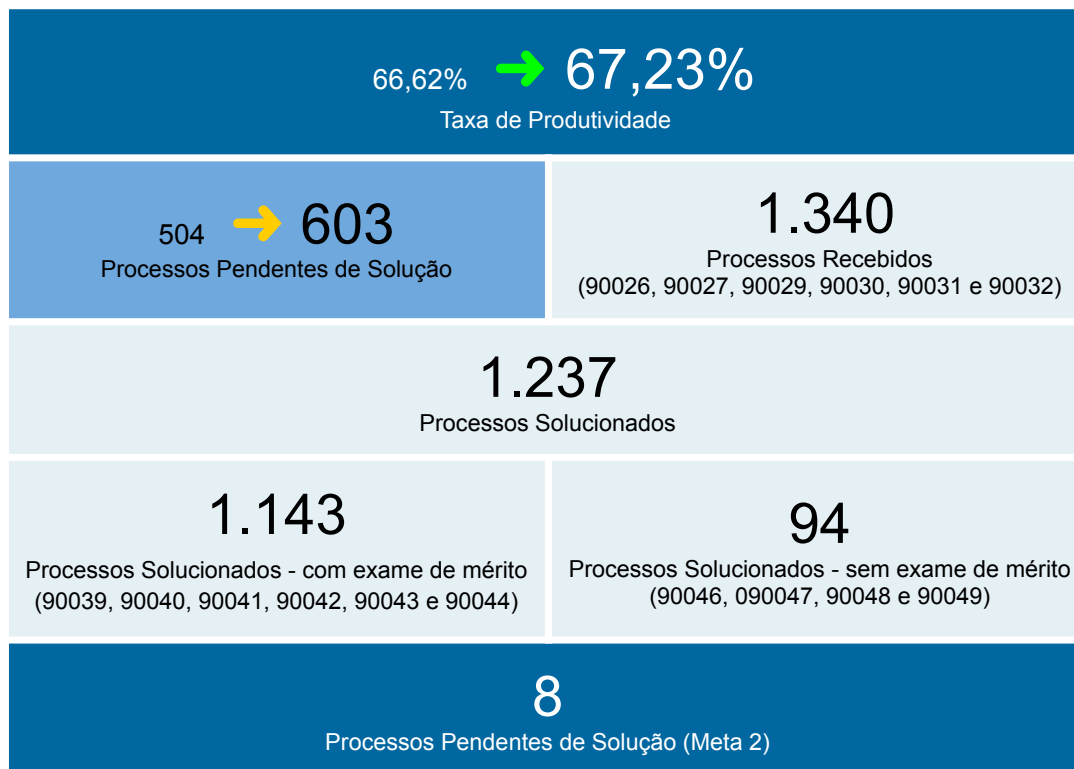 66,62% ➜ 67,23%
Taxa de Produtividade
504 ➜ 603
Processos Pendentes de Solução
1.340
Processos Recebidos
(90026, 90027, 90029, 90030, 90031 e 90032)
1.237
Processos Solucionados
1.143
Processos Solucionados - com exame de mérito
(90039, 90040, 90041, 90042, 90043 e 90044)
94
Processos Solucionados - sem exame de mérito
(90046, 090047, 90048 e 90049)
8
Processos Pendentes de Solução (Meta 2)